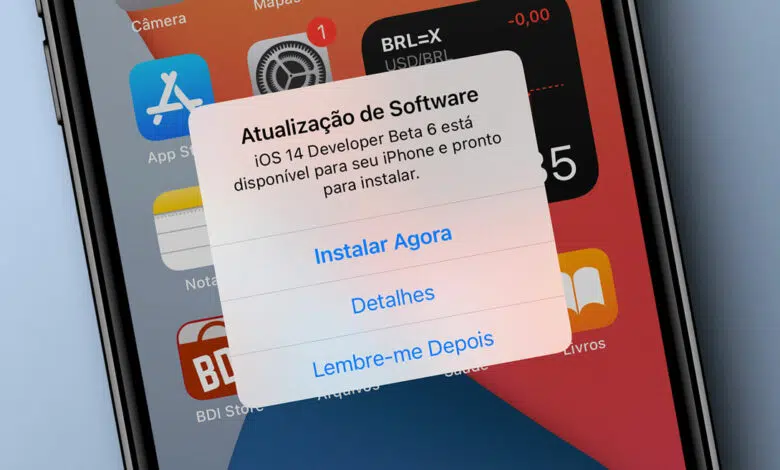 Câmera
Mapas
1
BRL=X
-0,00
USD/BRL
App St
Atualização de Software
iOS 14 Developer Beta 6 está
disponível para seu iPhone e pronto
para instalar.
35
Nota
Instalar Agora
Detalhes
Lembre-me Depois
BDI
BDI Store
Arquivos
Saúde
Livros